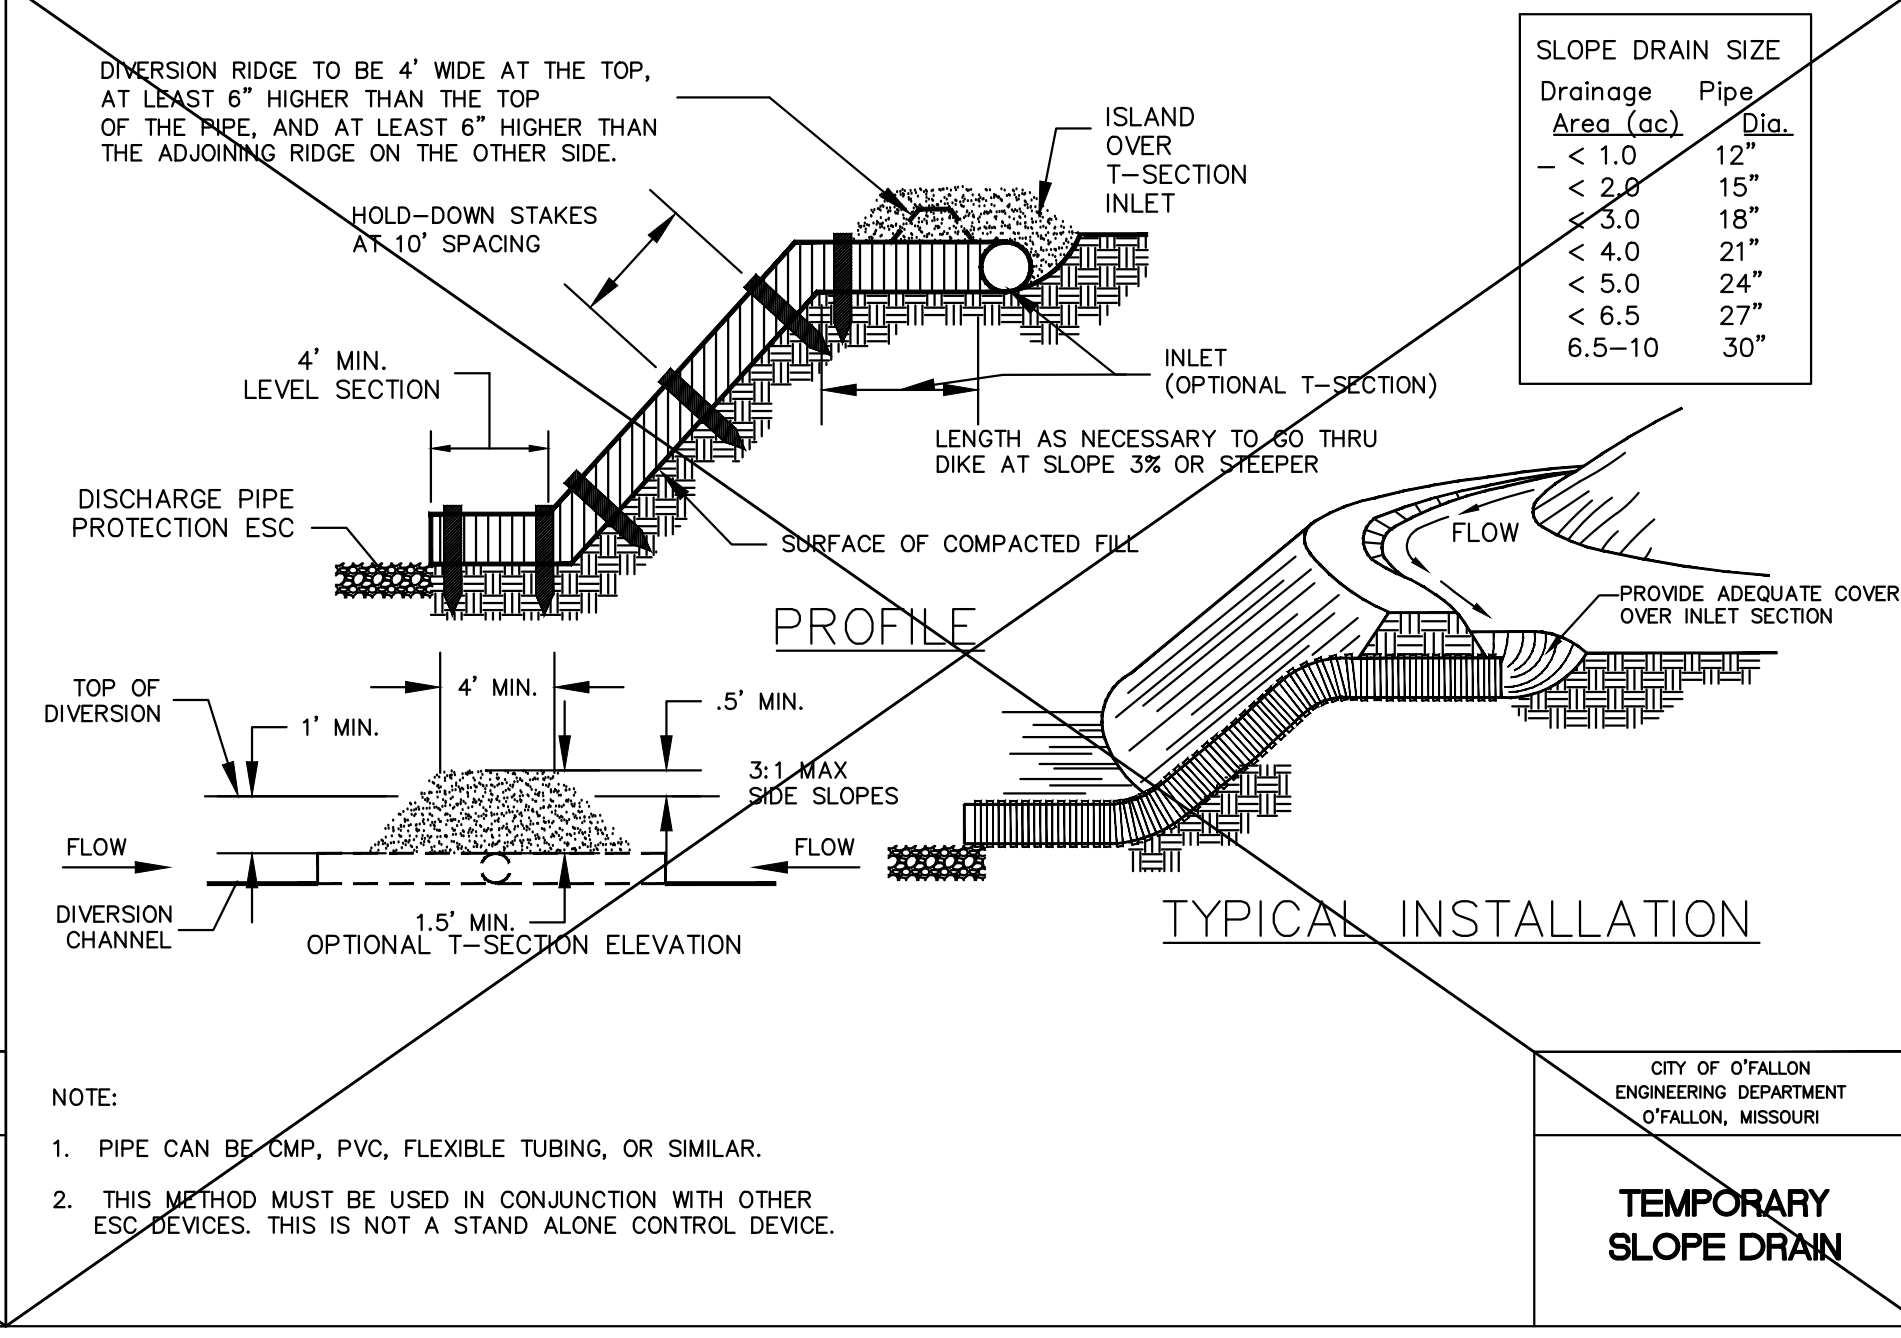 DIVERSION RIDGE TO BE 4' WIDE AT THE TOP,
AT LEAST 6" HIGHER THAN THE TOP
OF THE PIPE, AND AT LEAST 6" HIGHER THAN
THE ADJOINING RIDGE ON THE OTHER SIDE.
HOLD-DOWN STAKES
AT 10' SPACING
ISLAND
OVER
T-SECTION
INLET
4' MIN.
LEVEL SECTION
INLET
(OPTIONAL T-SECTION)
LENGTH AS NECESSARY TO GO THRU
DIKE AT SLOPE 3% OR STEEPER
DISCHARGE PIPE
PROTECTION ESC
SURFACE OF COMPACTED FILL
PROFILE
SLOPE DRAIN SIZE
Drainage Pipe
Area (ac) Dia.
_ < 1.0 12"
< 2.0 15"
< 3.0 18"
< 4.0 21"
< 5.0 24"
< 6.5 27"
6.5-10 30"
FLOW
PROVIDE ADEQUATE COVER
OVER INLET SECTION
TYPICAL INSTALLATION
TOP OF
DIVERSION
4' MIN.
.5' MIN.
1' MIN.
3:1 MAX
SIDE SLOPES
FLOW
FLOW
DIVERSION
CHANNEL
1.5' MIN.
OPTIONAL T-SECTION ELEVATION
NOTE:
1. PIPE CAN BE CMP, PVC, FLEXIBLE TUBING, OR SIMILAR.
2. THIS METHOD MUST BE USED IN CONJUNCTION WITH OTHER
ESC DEVICES. THIS IS NOT A STAND ALONE CONTROL DEVICE.
CITY OF O'FALLON
ENGINEERING DEPARTMENT
O'FALLON, MISSOURI
TEMPORARY
SLOPE DRAIN